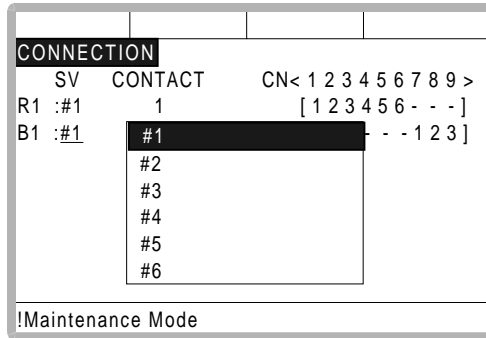 CONNECTION
SV CONTACT CN< 1 2 3 4 5 6 7 8 9 >
R1 :#1 1 [ 1 2 3 4 5 6 - - - ]
B1 :#1 - - - 1 2 3 ]
#1
#2
#3
#4
#5
#6
!Maintenance Mode